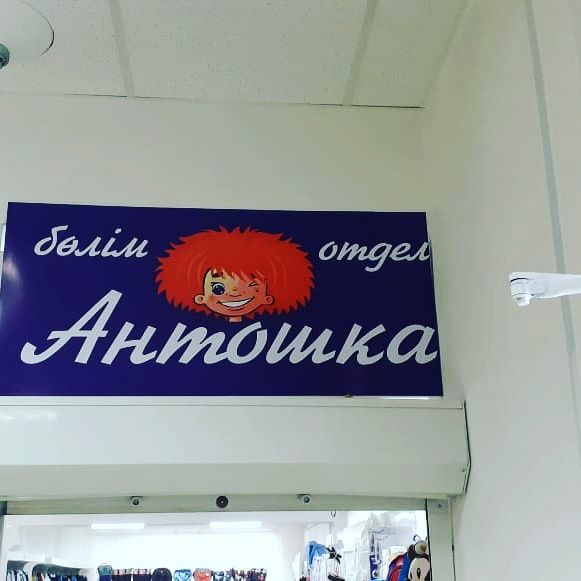 бөлім отдел
Антошка